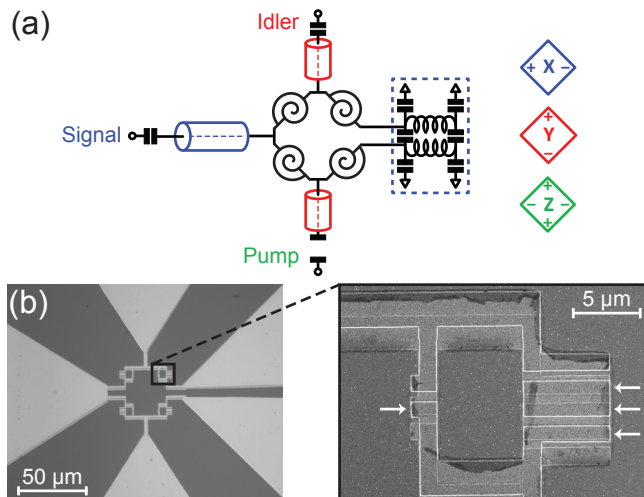 (a)
Idler
Signal
Pump
+ X −
+
Y
−
+
− Z −
+
(b)
50 µm
5 µm